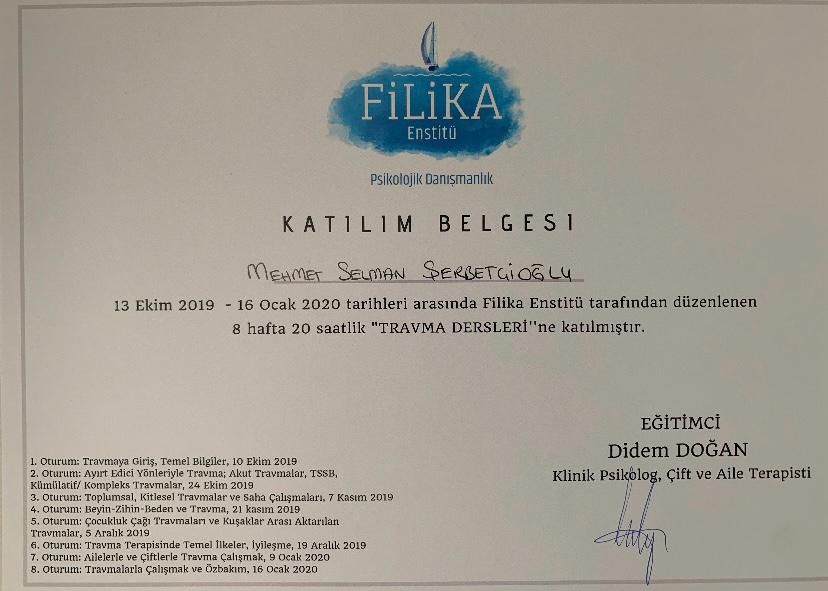 FiLiKA
Enstitü
Psikolojik Danışmanlık
KATILIM BELGESI
MEHMET SELMAN ŞERBETÇİOĞLU
13 Ekim 2019 - 16 Ocak 2020 tarihleri arasında Filika Enstitü tarafından düzenlenen
8 hafta 20 saatlik "TRAVMA DERSLERİ''ne katılmıştır.
EĞİTİMCİ
Didem DOĞAN
Klinik Psikolog, Çift ve Aile Terapisti
1. Oturum: Travmaya Giriş, Temel Bilgiler, 10 Ekim 2019
2. Oturum: Ayırt Edici Yönleriyle Travma; Akut Travmalar, TSSB,
Kümülatif/ Kompleks Travmalar, 24 Ekim 2019
3. Oturum: Toplumsal, Kitlesel Travmalar ve Saha Çalışmaları, 7 Kasım 2019
4. Oturum: Beyin-Zihin-Beden ve Travma, 21 kasım 2019
5. Oturum: Çocukluk Çağı Travmaları ve Kuşaklar Arası Aktarılan
Travmalar, 5 Aralık 2019
6. Oturum: Travma Terapisinde Temel İlkeler, İyileşme, 19 Aralık 2019
7. Oturum: Ailelerle ve Çiftlerle Travma Çalışmak, 9 Ocak 2020
8. Oturum: Travmalarla Çalışmak ve Özbakım, 16 Ocak 2020